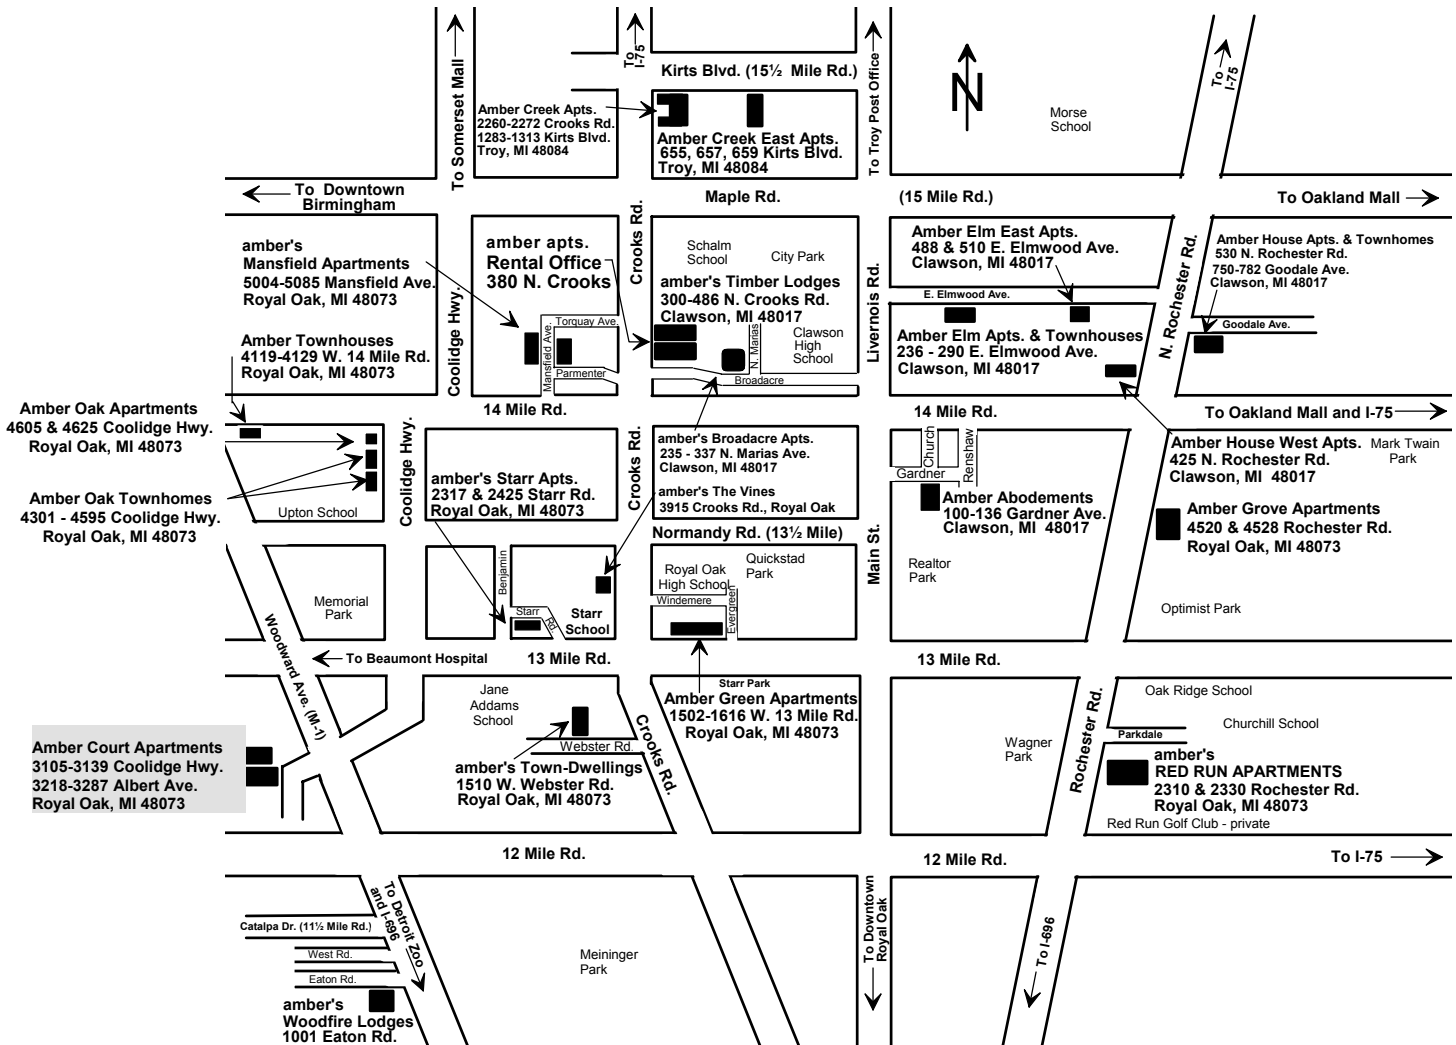 To Somerset Mall
To
I-75
Kirts Blvd. (15½ Mile Rd.)
To Troy Post Office
N
To
I-75
Morse
School
Amber Creek Apts.
2260-2272 Crooks Rd.
1283-1313 Kirts Blvd.
Troy, MI 48084
Amber Creek East Apts.
655, 657, 659 Kirts Blvd.
Troy, MI 48084
To Downtown
Birmingham
Maple Rd.
(15 Mile Rd.)
To Oakland Mall
amber's
Mansfield Apartments
5004-5085 Mansfield Ave.
Royal Oak, MI 48073
Coolidge Hwy.
amber apts.
Rental Office
380 N. Crooks
Crooks Rd.
Schalm
School
City Park
amber's Timber Lodges
300-486 N. Crooks Rd.
Clawson, MI 48017
Livernois Rd.
Amber Elm East Apts.
488 & 510 E. Elmwood Ave.
Clawson, MI 48017
E. Elmwood Ave.
N. Rochester Rd.
Amber House Apts. & Townhomes
530 N. Rochester Rd.
750-782 Goodale Ave.
Clawson, MI 48017
Goodale Ave.
Amber Townhouses
4119-4129 W. 14 Mile Rd.
Royal Oak, MI 48073
Torquay Ave.
Mansfield Ave.
Parmenter
N. Marias
Clawson
High
School
Broadacre
Amber Elm Apts. & Townhouses
236 - 290 E. Elmwood Ave.
Clawson, MI 48017
14 Mile Rd.
14 Mile Rd.
To Oakland Mall and I-75
Amber Oak Apartments
4605 & 4625 Coolidge Hwy.
Royal Oak, MI 48073
Amber Oak Townhomes
4301 - 4595 Coolidge Hwy.
Royal Oak, MI 48073
Upton School
Coolidge Hwy.
amber's Starr Apts.
2317 & 2425 Starr Rd.
Royal Oak, MI 48073
Crooks Rd.
amber's Broadacre Apts.
235 - 337 N. Marias Ave.
Clawson, MI 48017
amber's The Vines
3915 Crooks Rd., Royal Oak
Church
Renshaw
Gardner
Amber Abodements
100-136 Gardner Ave.
Clawson, MI 48017
Amber House West Apts.
425 N. Rochester Rd.
Clawson, MI 48017
Mark Twain
Park
Amber Grove Apartments
4520 & 4528 Rochester Rd.
Royal Oak, MI 48073
Normandy Rd. (13½ Mile)
Main St.
Memorial
Park
Benjamin
Starr
Rd.
Starr
School
Royal Oak
High School
Quickstad
Park
Windemere
Evergreen
Realtor
Park
Optimist Park
Woodward Ave. (M-1)
To Beaumont Hospital
13 Mile Rd.
13 Mile Rd.
Jane
Addams
School
Webster Rd.
amber's Town-Dwellings
1510 W. Webster Rd.
Royal Oak, MI 48073
Crooks Rd.
Starr Park
Amber Green Apartments
1502-1616 W. 13 Mile Rd.
Royal Oak, MI 48073
Wagner
Park
Rochester Rd.
Oak Ridge School
Churchill School
Parkdale
amber's
RED RUN APARTMENTS
2310 & 2330 Rochester Rd.
Royal Oak, MI 48073
Red Run Golf Club - private
Amber Court Apartments
3105-3139 Coolidge Hwy.
3218-3287 Albert Ave.
Royal Oak, MI 48073
12 Mile Rd.
12 Mile Rd.
To I-75
To Detroit Zoo
and I-696
Catalpa Dr. (11½ Mile Rd.)
West Rd.
Eaton Rd.
amber's
Woodfire Lodges
1001 Eaton Rd.
Meininger
Park
To Downtown
Royal Oak
To I-696